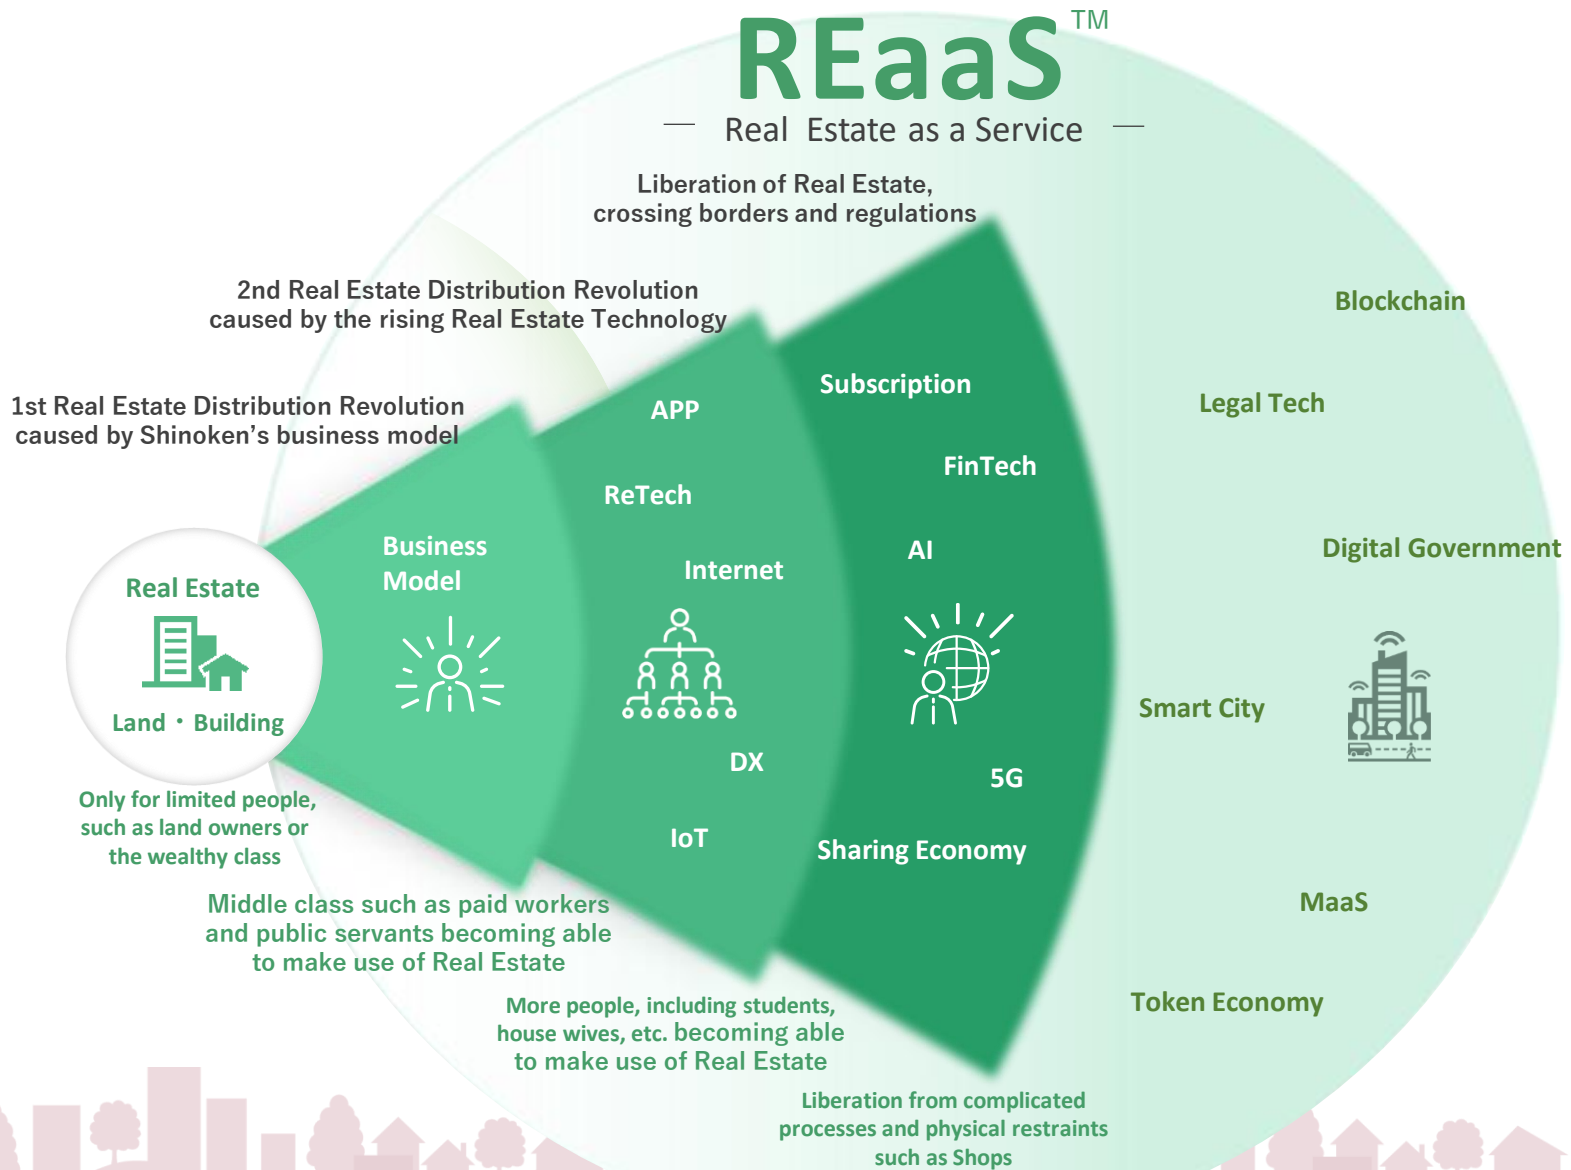 REaaS™
— Real Estate as a Service —
Liberation of Real Estate,
crossing borders and regulations
2nd Real Estate Distribution Revolution
caused by the rising Real Estate Technology
1st Real Estate Distribution Revolution
caused by Shinoken's business model
Real Estate
Land・Building
Only for limited people,
such as land owners or
the wealthy class
Business
Model
Middle class such as paid workers
and public servants becoming able
to make use of Real Estate
APP
ReTech
Internet
DX
IoT
More people, including students,
house wives, etc. becoming able
to make use of Real Estate
Subscription
FinTech
AI
5G
Sharing Economy
Liberation from complicated
processes and physical restraints
such as Shops
Blockchain
Legal Tech
Digital Government
Smart City
MaaS
Token Economy